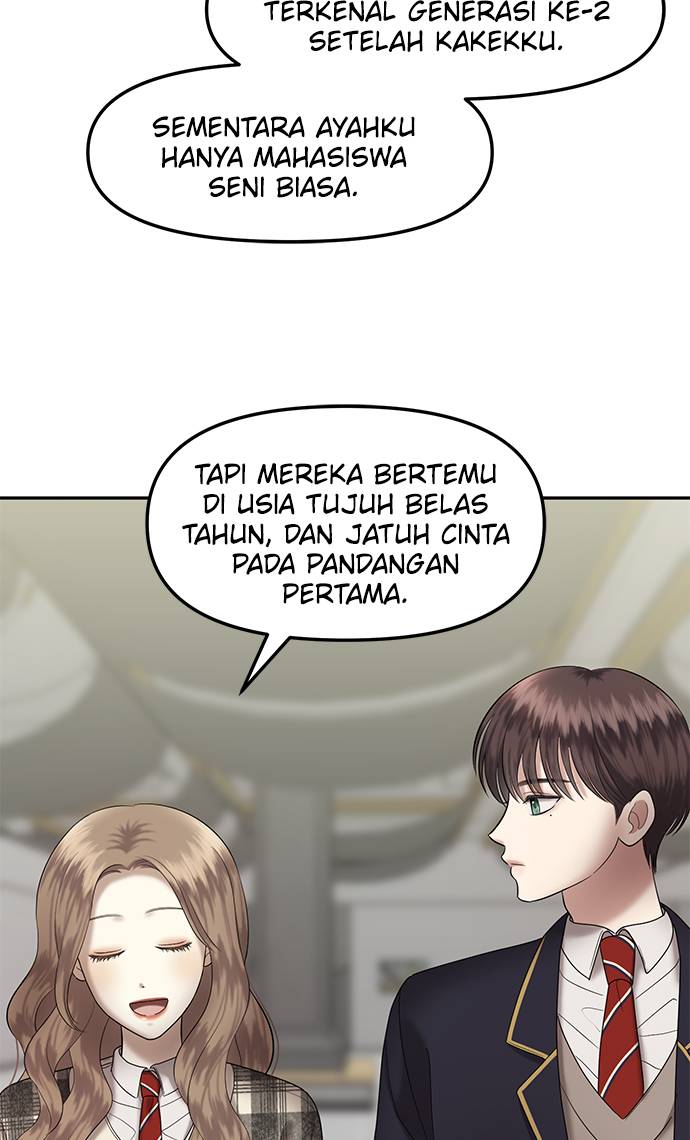 TERKENAL GENERASI KE-2
SETELAH KAKEKKU.
SEMENTARA AYAHKU
HANYA MAHASISWA
SENI BIASA.
TAPI MEREKA BERTEMU
DI USIA TUJUH BELAS
TAHUN, DAN JATUH CINTA
PADA PANDANGAN
PERTAMA.